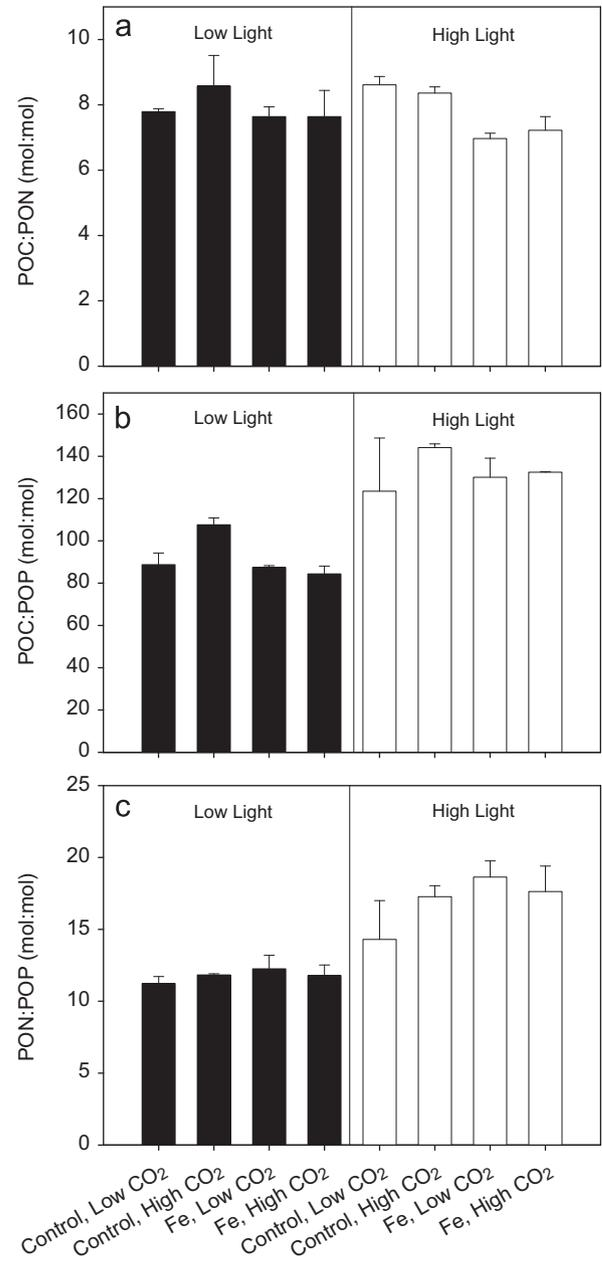 a
Low Light
High Light
10
8
6
4
2
0
POC:PON (mol:mol)
b
Low Light
High Light
160
140
120
100
80
60
40
20
0
POC:POP (mol:mol)
c
Low Light
High Light
25
20
15
10
5
0
PON:POP (mol:mol)
Control, Low CO2
Control, High CO2
Fe, Low CO2
Fe, High CO2
Control, Low CO2
Control, High CO2
Fe, Low CO2
Fe, High CO2